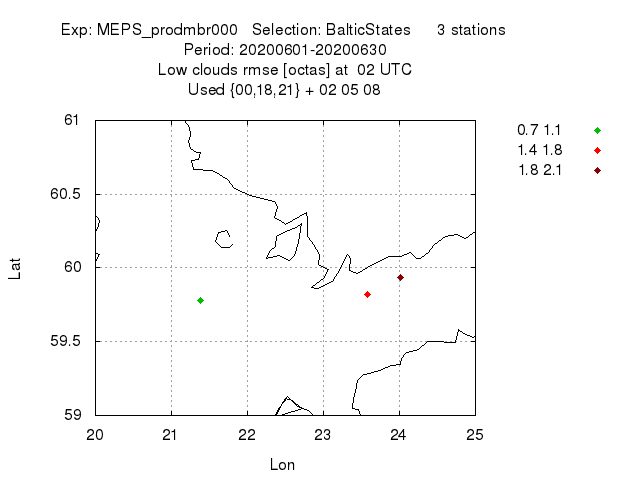 Exp: MEPS_prodmbr000   Selection: BalticStates      3 stations
Period: 20200601-20200630
Low clouds rmse [octas] at  02 UTC
Used {00,18,21} + 02 05 08
0.7 1.1
1.4 1.8
1.8 2.1
61
60.5
60
59.5
59
Lat
20 21 22 23 24 25
Lon